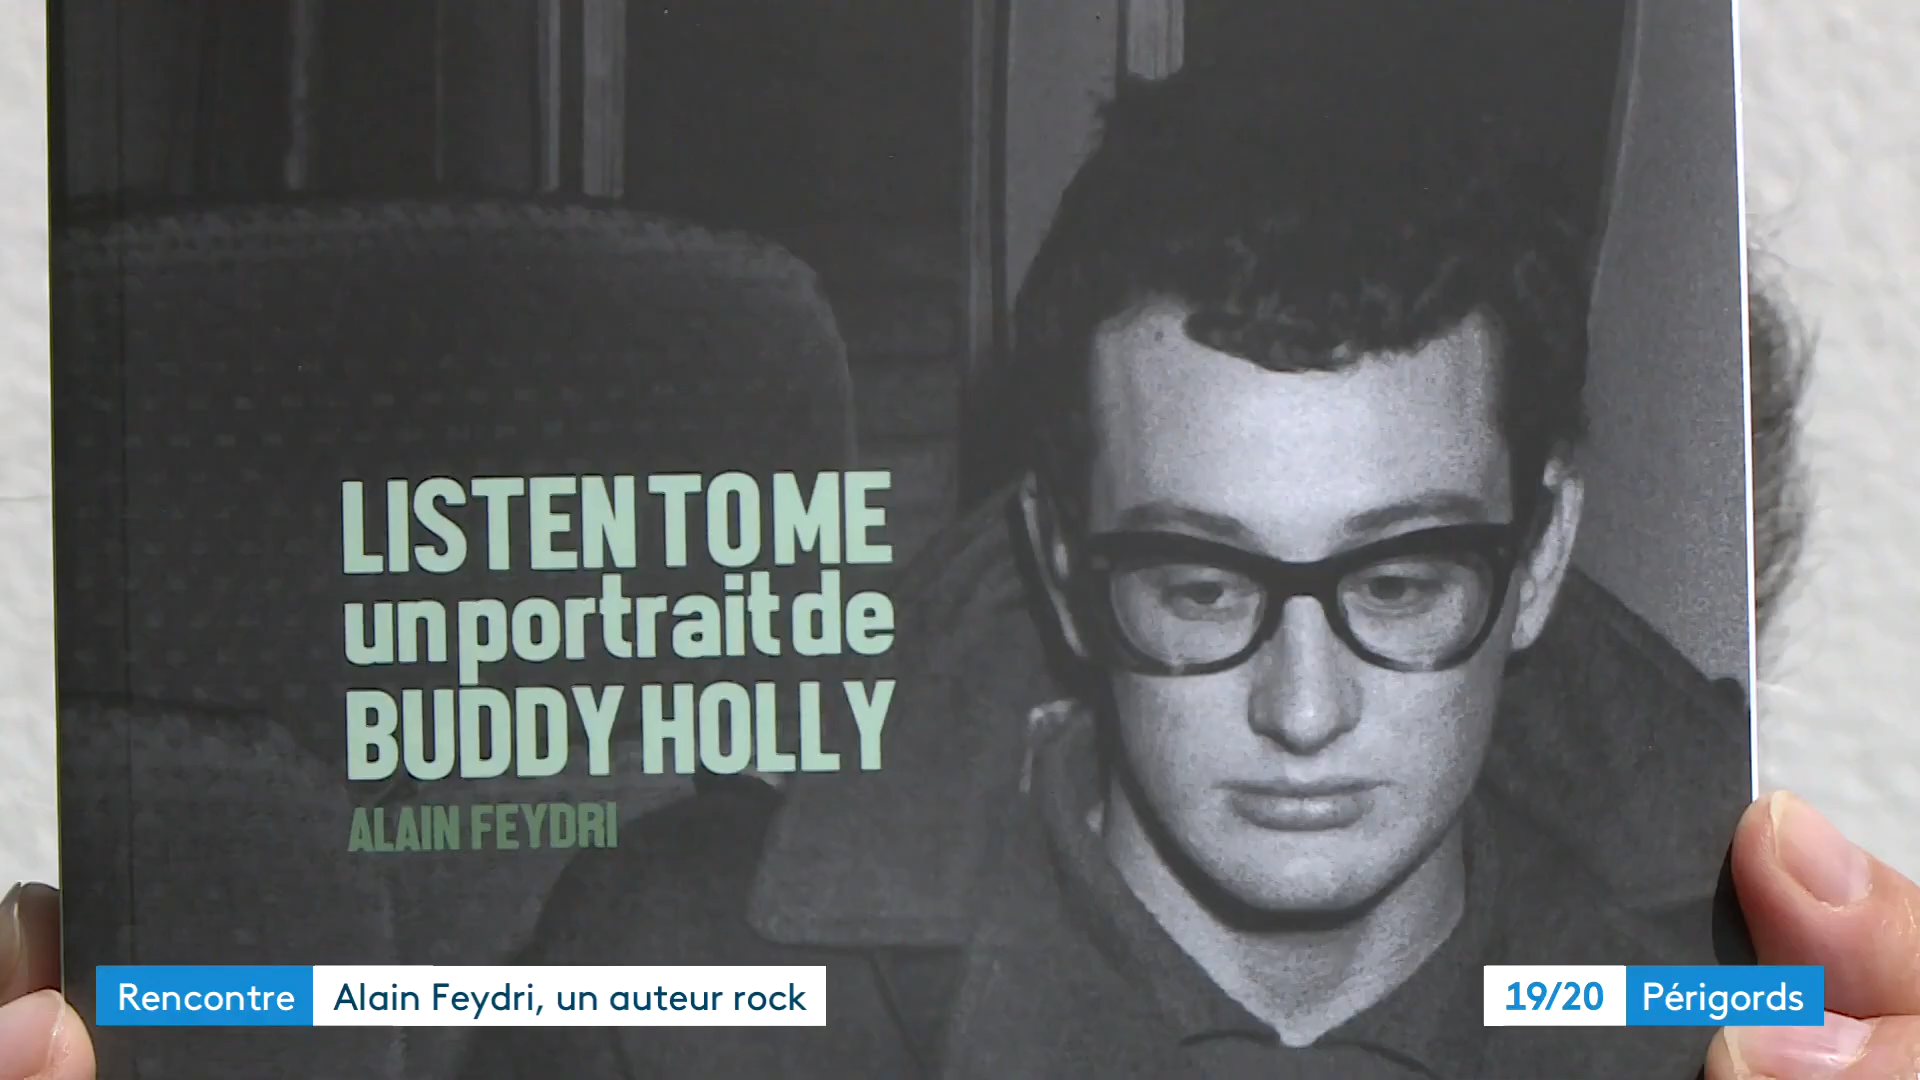 LISTEN TO ME
un portrait de
BUDDY HOLLY
ALAIN FEYDRI
Rencontre Alain Feydri, un auteur rock
19/20 Périgords